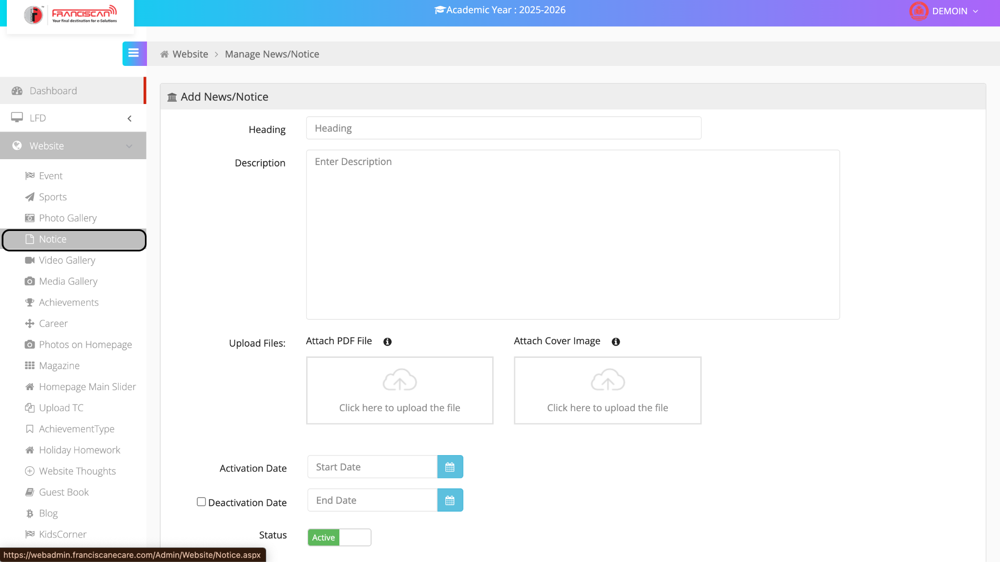 FRANCISCAN
Your final destination for e-Solutions
Academic Year : 2025-2026
DEMOIN
Website
Manage News/Notice
Dashboard
LFD
Website
Event
Sports
Photo Gallery
Notice
Video Gallery
Media Gallery
Achievements
Career
Photos on Homepage
Magazine
Homepage Main Slider
Upload TC
AchievementType
Holiday Homework
Website Thoughts
Guest Book
Blog
KidsCorner
Add News/Notice
Heading
Heading
Description
Enter Description
Upload Files:
Attach PDF File
Attach Cover Image
Click here to upload the file
Click here to upload the file
Activation Date
Start Date
Deactivation Date
End Date
Status
Active
https://webadmin.franciscanecare.com/Admin/Website/Notice.aspx